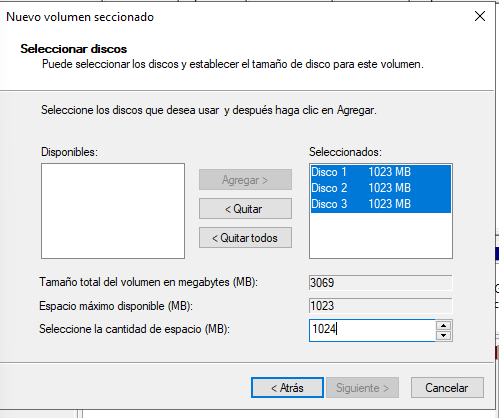 Nuevo volumen seccionado
Seleccionar discos
Puede seleccionar los discos y establecer el tamaño de disco para este volumen.
Seleccione los discos que desea usar y después haga clic en Agregar.
Disponibles:
Seleccionados:
Agregar >
< Quitar
< Quitar todos
Disco 1 1023 MB
Disco 2 1023 MB
Disco 3 1023 MB
Tamaño total del volumen en megabytes (MB): 3069
Espacio máximo disponible (MB): 1023
Seleccione la cantidad de espacio (MB): 1024
< Atrás
Siguiente >
Cancelar